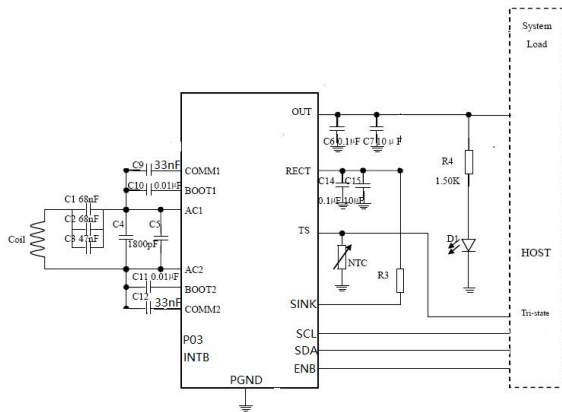 System
Load
OUT
C6 0.1μF C7 10 μF
R4
1.50K
C9 33nF
COMM1
RECT
C10 0.01μF
BOOT1
C14 C15
0.1μF 10μF
C1 68nF
AC1
C2 68nF
C4
C5
C3 47nF
1800pF
TS
D1
Coil
NTC
HOST
AC2
C11 0.01μF
BOOT2
R3
C12 33nF
COMM2
SINK
Tri-state
SCL
P03
SDA
INTB
ENB
PGND